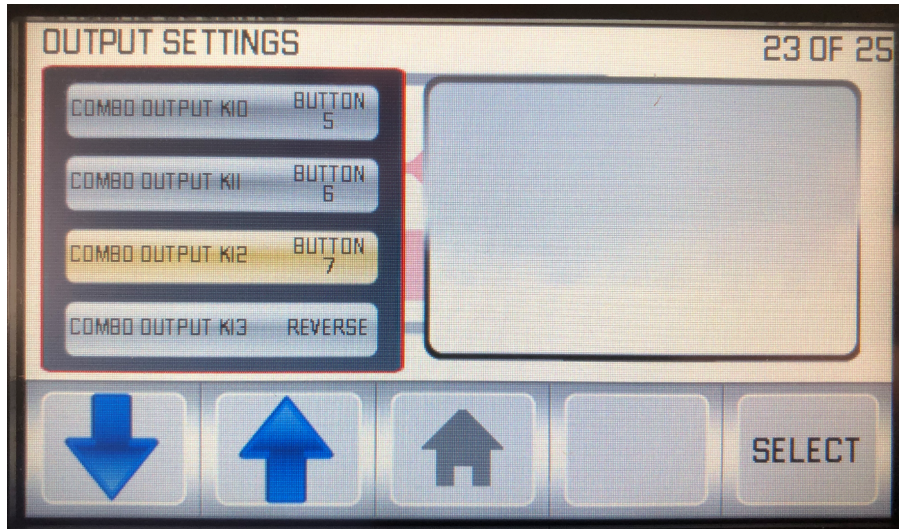 OUTPUT SETTINGS
23 OF 25
COMBO OUTPUT K10 BUTTON 5
COMBO OUTPUT K11 BUTTON 6
COMBO OUTPUT K12 BUTTON 7
COMBO OUTPUT K13 REVERSE
SELECT